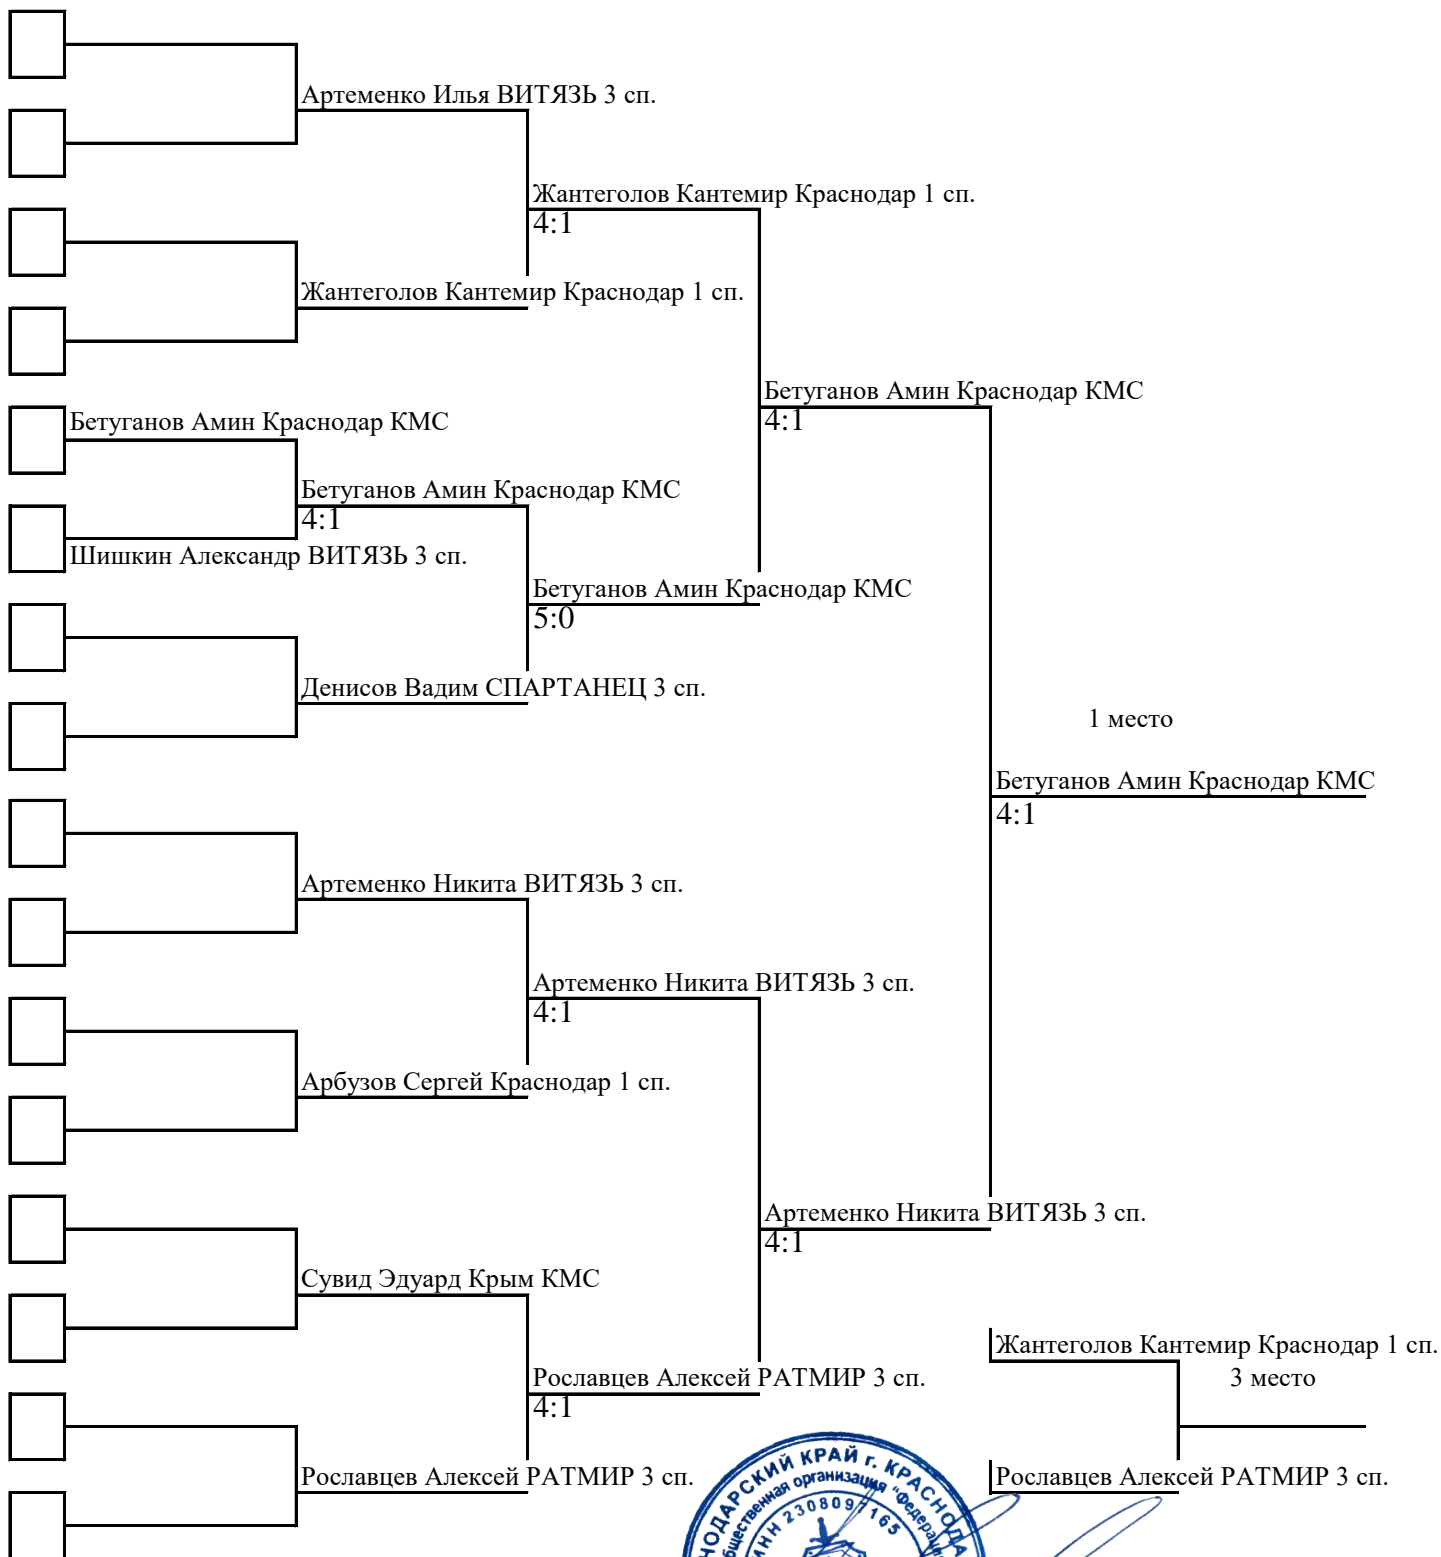 Артеменко Илья ВИТЯЗЬ 3 сп.
Жантеголов Кантемир Краснодар 1 сп.
4:1
Жантеголов Кантемир Краснодар 1 сп.
Бетуганов Амин Краснодар КМС
4:1
Бетуганов Амин Краснодар КМС
Бетуганов Амин Краснодар КМС
4:1
Шишкин Александр ВИТЯЗЬ 3 сп.
Бетуганов Амин Краснодар КМС
5:0
Денисов Вадим СПАРТАНЕЦ 3 сп.
1 место
Бетуганов Амин Краснодар КМС
4:1
Артеменко Никита ВИТЯЗЬ 3 сп.
Артеменко Никита ВИТЯЗЬ 3 сп.
4:1
Арбузов Сергей Краснодар 1 сп.
Артеменко Никита ВИТЯЗЬ 3 сп.
4:1
Сувид Эдуард Крым КМС
Жантеголов Кантемир Краснодар 1 сп.
3 место
Рославцев Алексей РАТМИР 3 сп.
4:1
Рославцев Алексей РАТМИР 3 сп.
Рославцев Алексей РАТМИР 3 сп.
КРАЙ г.
организация
ИНН 2308097165